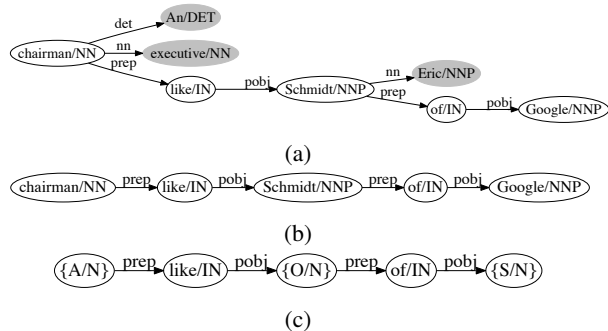 det An/DET
chairman/NN nn executive/NN nn Eric/NNP
prep like/IN pobj Schmidt/NNP prep of/IN pobj Google/NNP
(a)
chairman/NN prep like/IN pobj Schmidt/NNP prep of/IN pobj Google/NNP
(b)
{A/N} prep like/IN pobj {O/N} prep of/IN pobj {S/N}
(c)